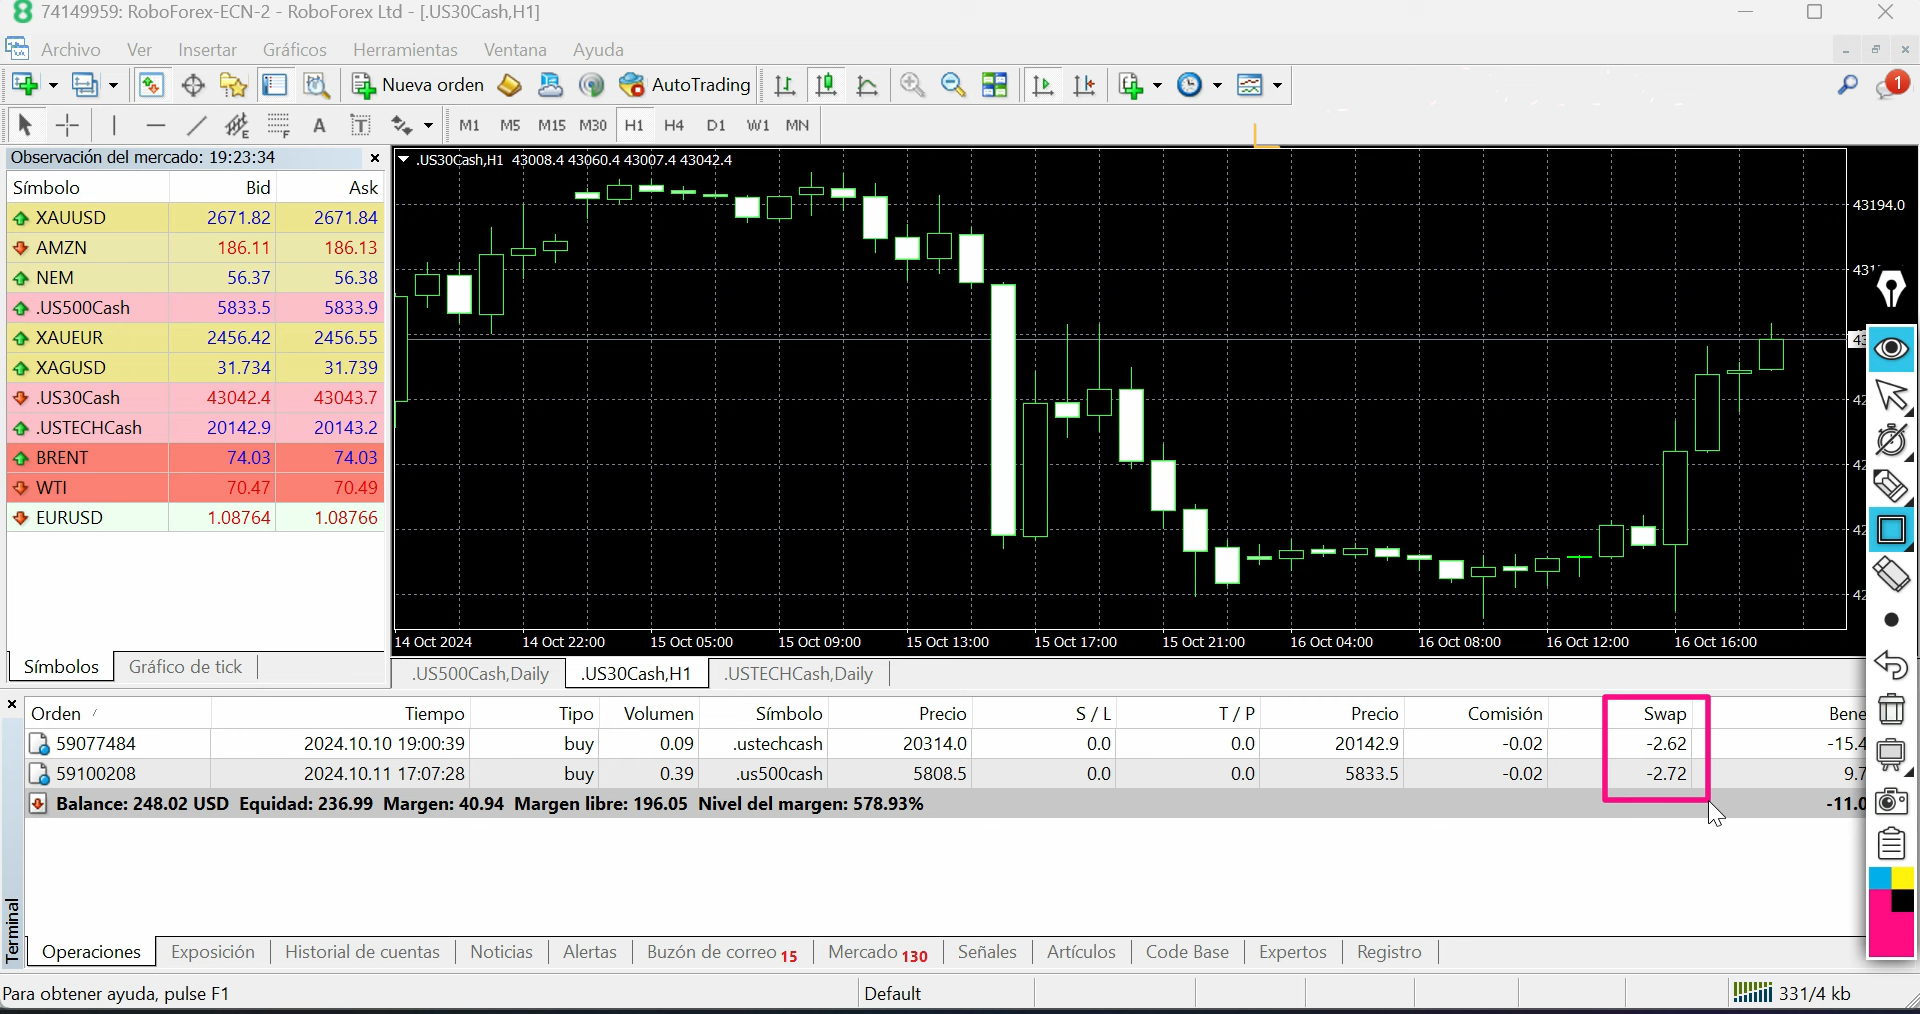 74149959: RoboForex-ECN-2 - RoboForex Ltd - [.US30Cash,H1]
Archivo Ver Insertar Gráficos Herramientas Ventana Ayuda
Nueva orden AutoTrading 1
A T M1 M5 M15 M30 H1 H4 D1 W1 MN
Observación del mercado: 19:23:34
Símbolo Bid Ask
XAUUSD 2671.82 2671.84
AMZN 186.11 186.13
NEM 56.37 56.38
.US500Cash 5833.5 5833.9
XAUEUR 2456.42 2456.55
XAGUSD 31.734 31.739
.US30Cash 43042.4 43043.7
.USTECHCash 20142.9 20143.2
BRENT 74.03 74.03
WTI 70.47 70.49
EURUSD 1.08764 1.08766
Símbolos Gráfico de tick
.US30Cash,H1 43008.4 43060.4 43007.4 43042.4
43194.0
14 Oct 2024 14 Oct 22:00 15 Oct 05:00 15 Oct 09:00 15 Oct 13:00 15 Oct 17:00 15 Oct 21:00 16 Oct 04:00 16 Oct 08:00 16 Oct 12:00 16 Oct 16:00
.US500Cash,Daily .US30Cash,H1 .USTECHCash,Daily
Orden / Tiempo Tipo Volumen Símbolo Precio S / L T / P Precio Comisión Swap Bene
59077484 2024.10.10 19:00:39 buy 0.09 .ustechcash 20314.0 0.0 0.0 20142.9 -0.02 -2.62 -15.4
59100208 2024.10.11 17:07:28 buy 0.39 .us500cash 5808.5 0.0 0.0 5833.5 -0.02 -2.72 9.7
Balance: 248.02 USD Equidad: 236.99 Margen: 40.94 Margen libre: 196.05 Nivel del margen: 578.93% -11.0
Terminal
Operaciones Exposición Historial de cuentas Noticias Alertas Buzón de correo 15 Mercado 130 Señales Artículos Code Base Expertos Registro
Para obtener ayuda, pulse F1 Default 331/4 kb